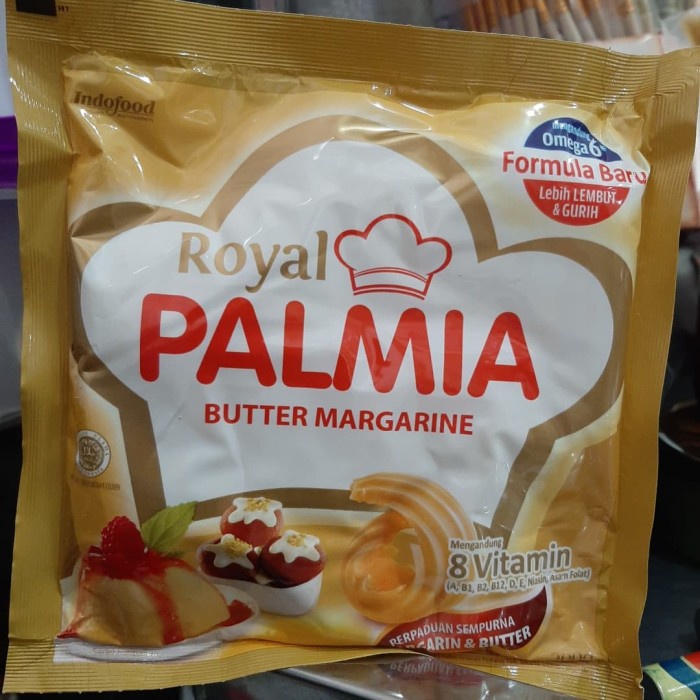 Indofood
mengandung
Omega 6
Formula Baru
Lebih LEMBUT
& GURIH
Royal
PALMIA
BUTTER MARGARINE
Mengandung
8 Vitamin
(A, B1, B2, B12, D, E, Niasin, Asam Folat)
PERPADUAN SEMPURNA
& BUTTER